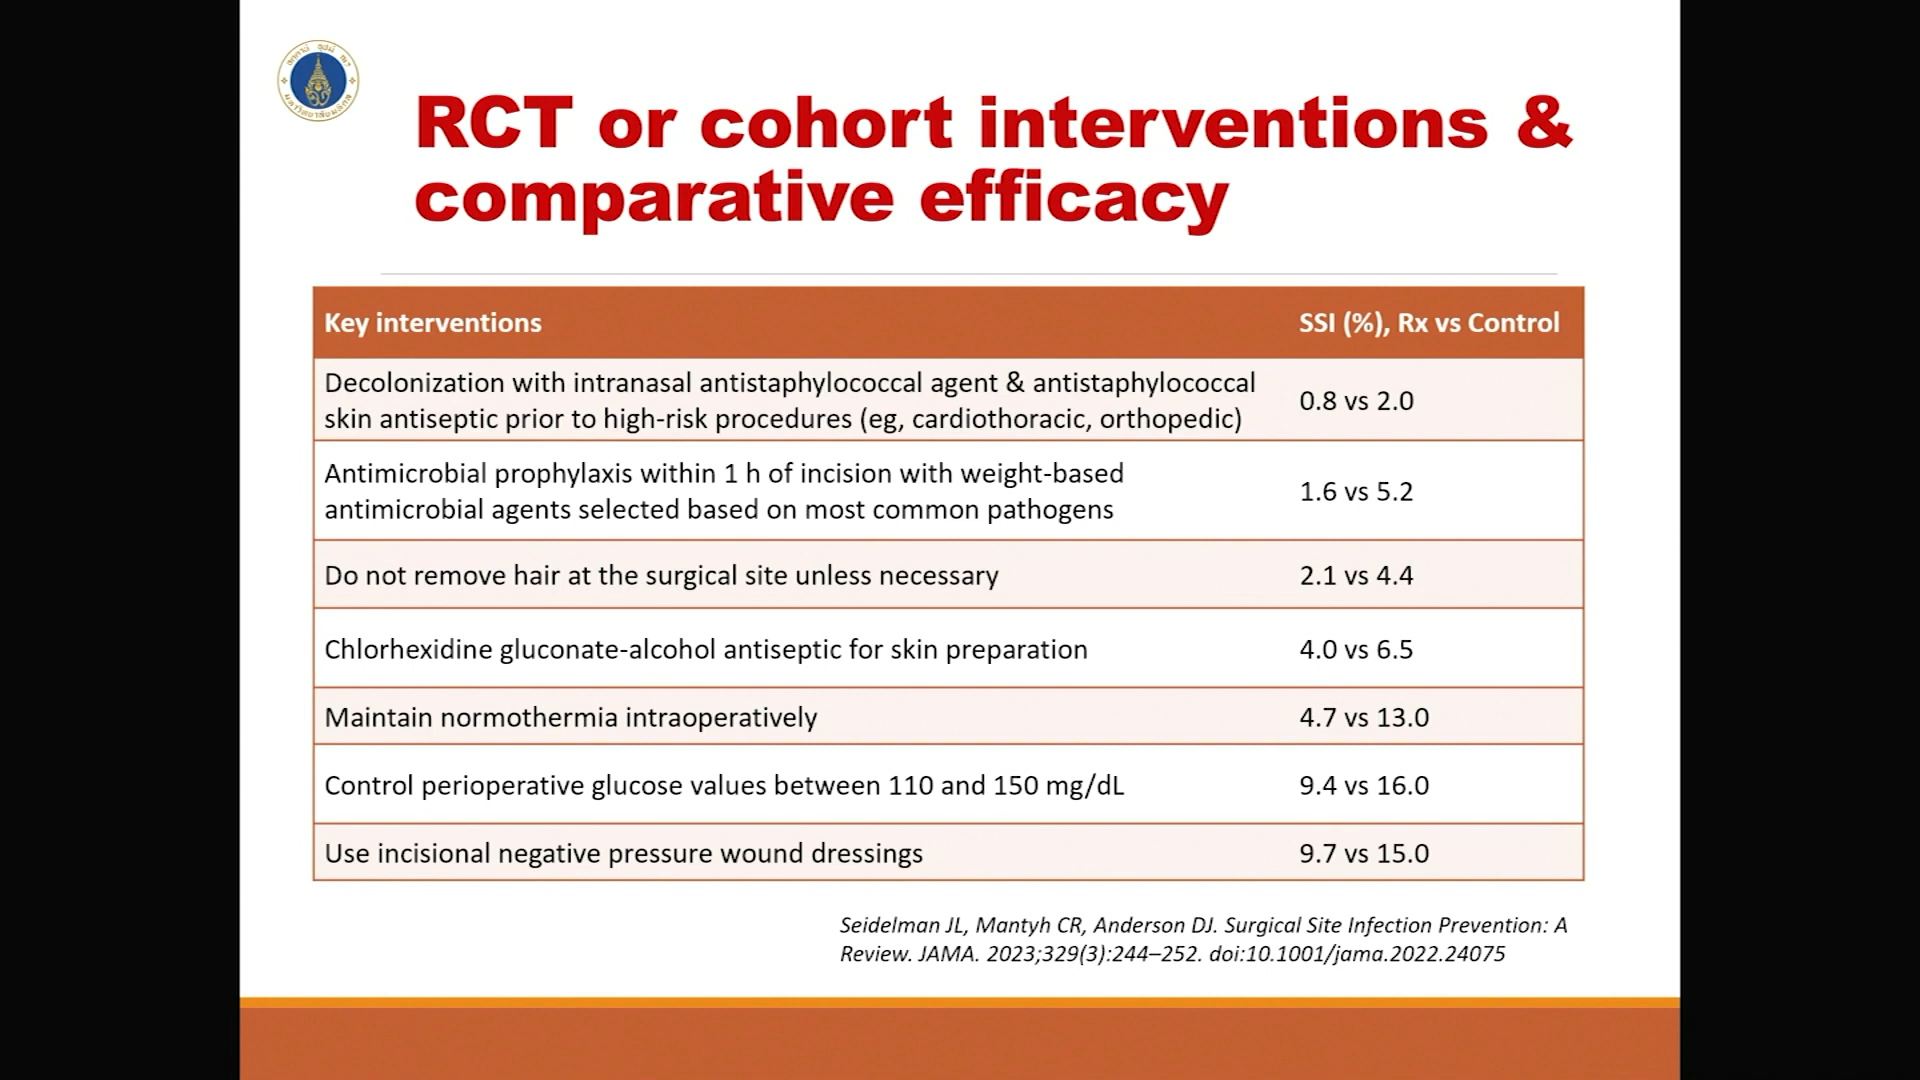 RCT or cohort interventions &
comparative efficacy
Key interventions
SSI (%), Rx vs Control
Decolonization with intranasal antistaphylococcal agent & antistaphylococcal
skin antiseptic prior to high-risk procedures (eg, cardiothoracic, orthopedic)
0.8 vs 2.0
Antimicrobial prophylaxis within 1 h of incision with weight-based
antimicrobial agents selected based on most common pathogens
1.6 vs 5.2
Do not remove hair at the surgical site unless necessary
2.1 vs 4.4
Chlorhexidine gluconate-alcohol antiseptic for skin preparation
4.0 vs 6.5
Maintain normothermia intraoperatively
4.7 vs 13.0
Control perioperative glucose values between 110 and 150 mg/dL
9.4 vs 16.0
Use incisional negative pressure wound dressings
9.7 vs 15.0
Seidelman JL, Mantyh CR, Anderson DJ. Surgical Site Infection Prevention: A
Review. JAMA. 2023;329(3):244–252. doi:10.1001/jama.2022.24075